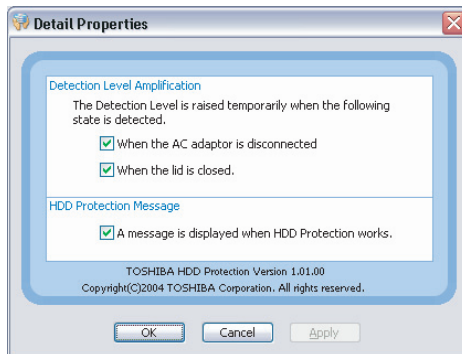 Detail Properties
Detection Level Amplification
The Detection Level is raised temporarily when the following
state is detected.
When the AC adaptor is disconnected
When the lid is closed.
HDD Protection Message
A message is displayed when HDD Protection works.
TOSHIBA HDD Protection Version 1.01.00
Copyright(C)2004 TOSHIBA Corporation. All rights reserved.
OK Cancel Apply